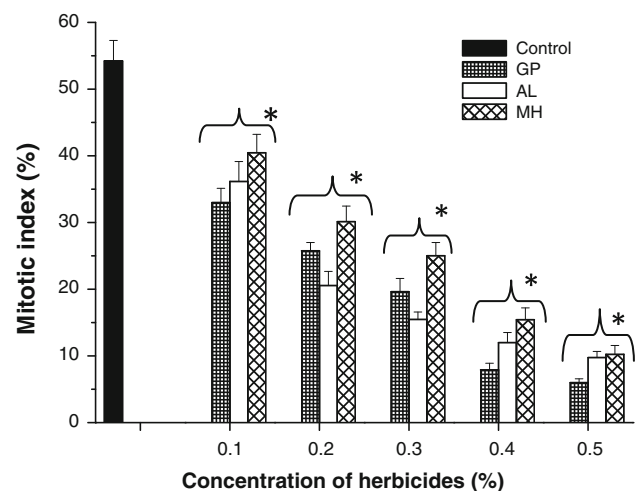 Mitotic index (%)
60
50
40
30
20
10
0
Control
GP
AL
MH
*
*
*
*
*
0.1
0.2
0.3
0.4
0.5
Concentration of herbicides (%)